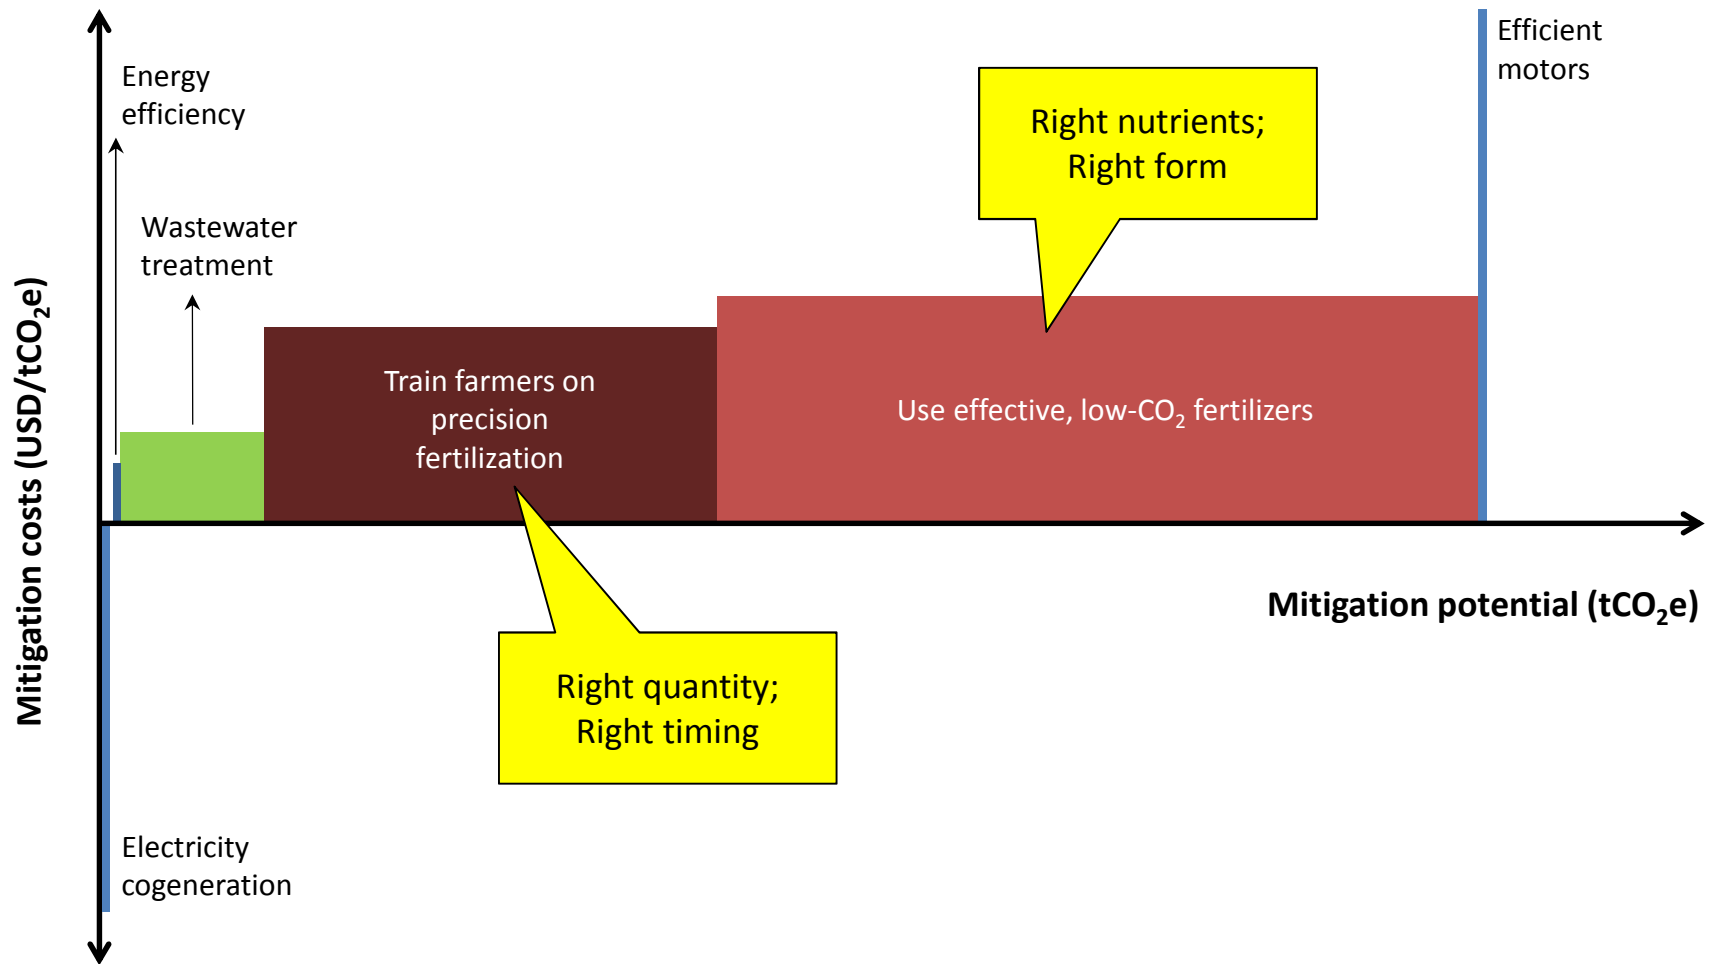 Efficient
motors
Energy
efficiency
Right nutrients;
Right form
Wastewater
treatment
Mitigation costs (USD/tCO₂e)
Train farmers on
precision
fertilization
Use effective, low-CO₂ fertilizers
Mitigation potential (tCO₂e)
Right quantity;
Right timing
Electricity
cogeneration